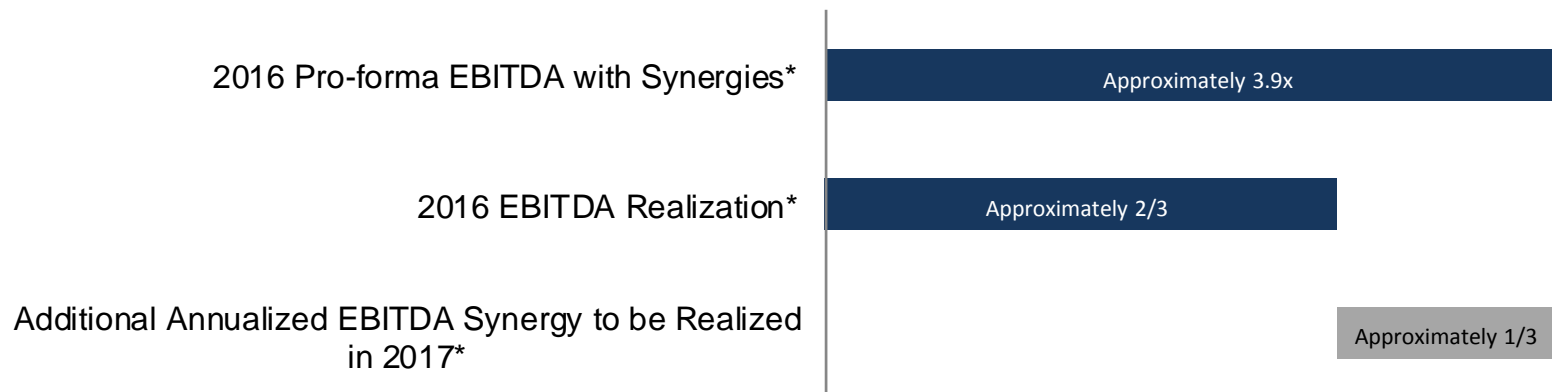 2016 Pro-forma EBITDA with Synergies*
Approximately 3.9x
2016 EBITDA Realization*
Approximately 2/3
Additional Annualized EBITDA Synergy to be Realized
in 2017*
Approximately 1/3